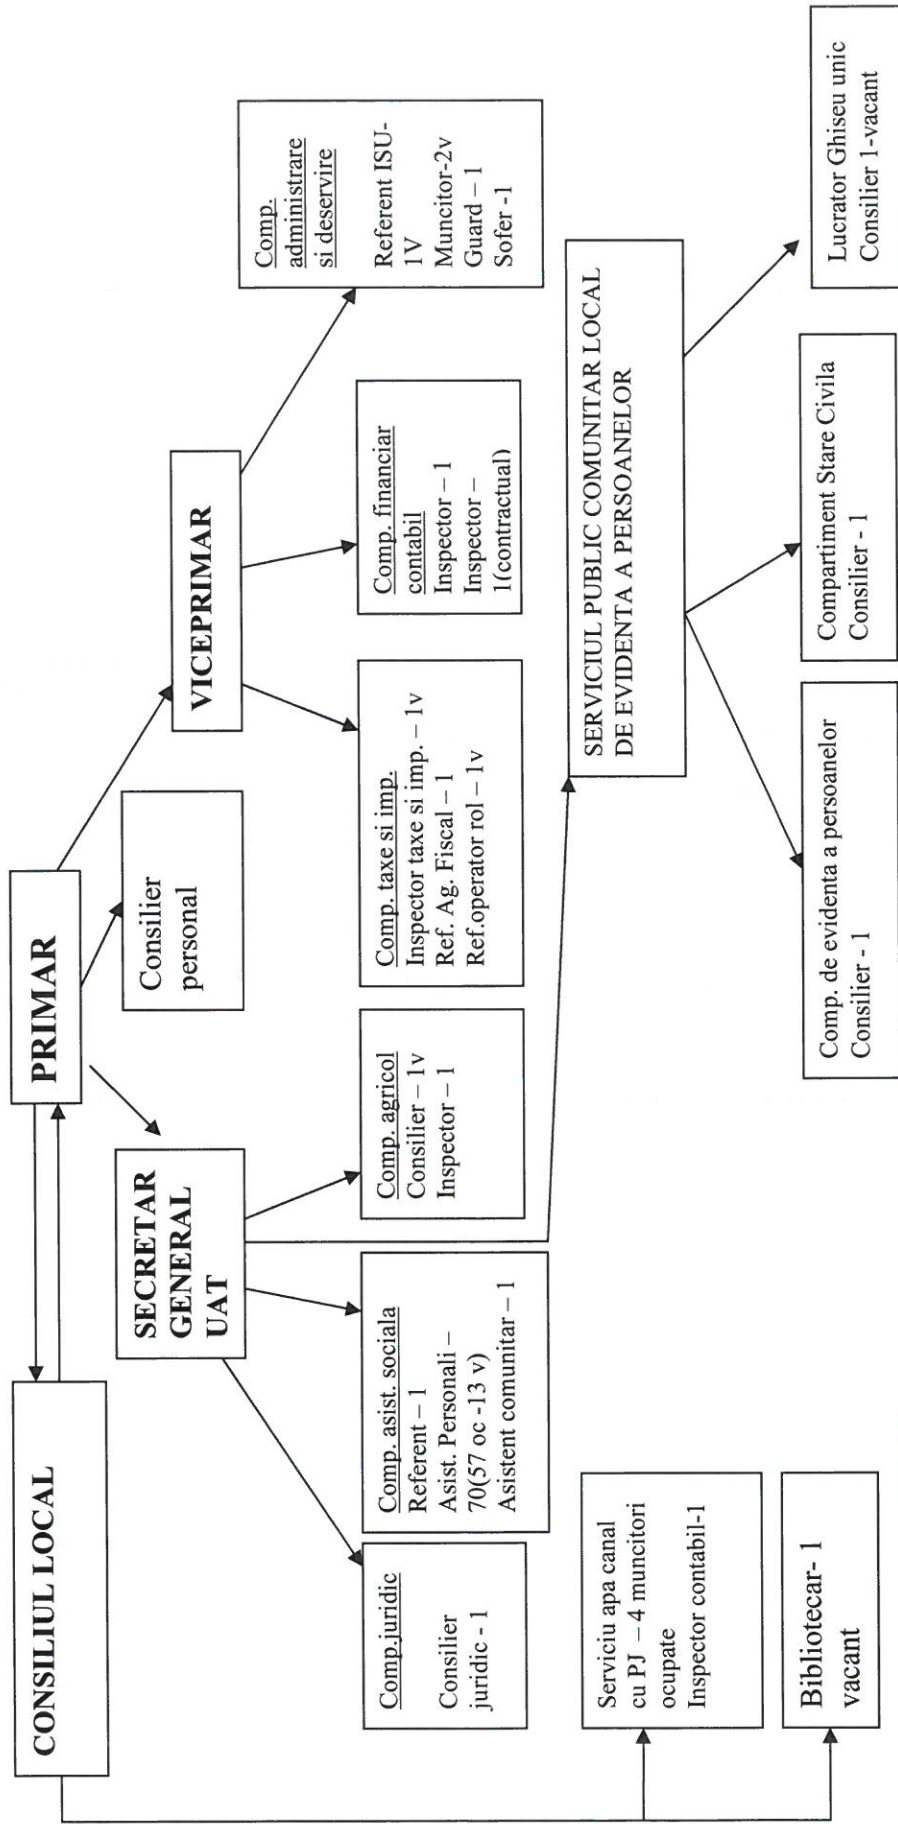 CONSILIUL LOCAL
PRIMAR
SECRETAR
GENERAL
UAT
Consilier
personal
VICEPRIMAR
Comp.juridic
Consilier
juridic - 1
Comp. asist. sociala
Referent – 1
Asist. Personali –
70(57 oc -13 v)
Asistent comunitar – 1
Comp. agricol
Consilier – 1v
Inspector – 1
Comp. taxe si imp.
Inspector taxe si imp. – 1v
Ref. Ag. Fiscal – 1
Ref.operator rol – 1v
Comp. financiar
contabil
Inspector – 1
Inspector –
1(contractual)
Comp.
administrare
si deservire
Referent ISU-
1V
Muncitor-2v
Guard – 1
Sofer -1
Serviciu apa canal
cu PJ – 4 muncitori
ocupate
Inspector contabil-1
Bibliotecar- 1
vacant
SERVICIUL PUBLIC COMUNITAR LOCAL
DE EVIDENTA A PERSOANELOR
Comp. de evidenta a persoanelor
Consilier - 1
Compartiment Stare Civila
Consilier - 1
Lucrator Ghiseu unic
Consilier 1-vacant